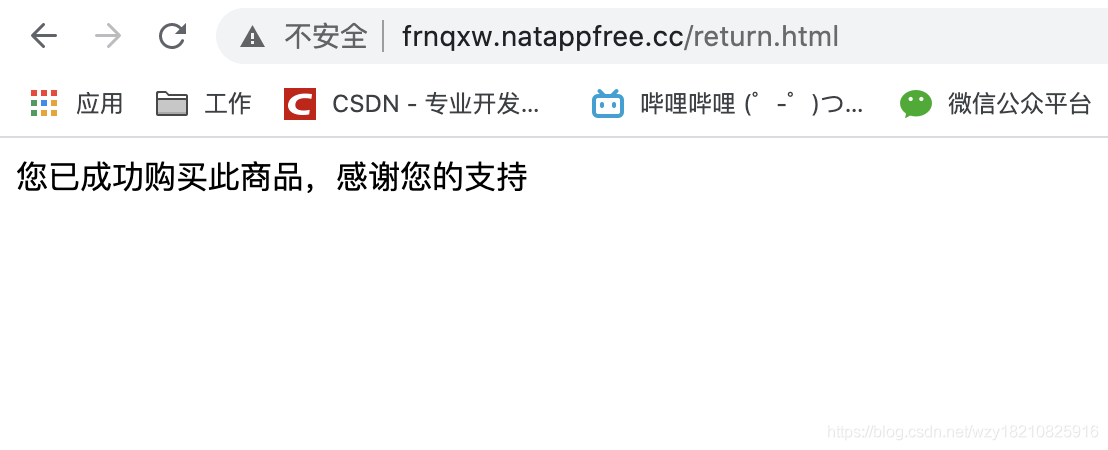 不安全 frnqxw.natappfree.cc/return.html
应用 工作 CSDN - 专业开发... 哔哩哔哩 (゜-゜)つ... 微信公众平台
您已成功购买此商品，感谢您的支持
https://blog.csdn.net/wzy18210825916